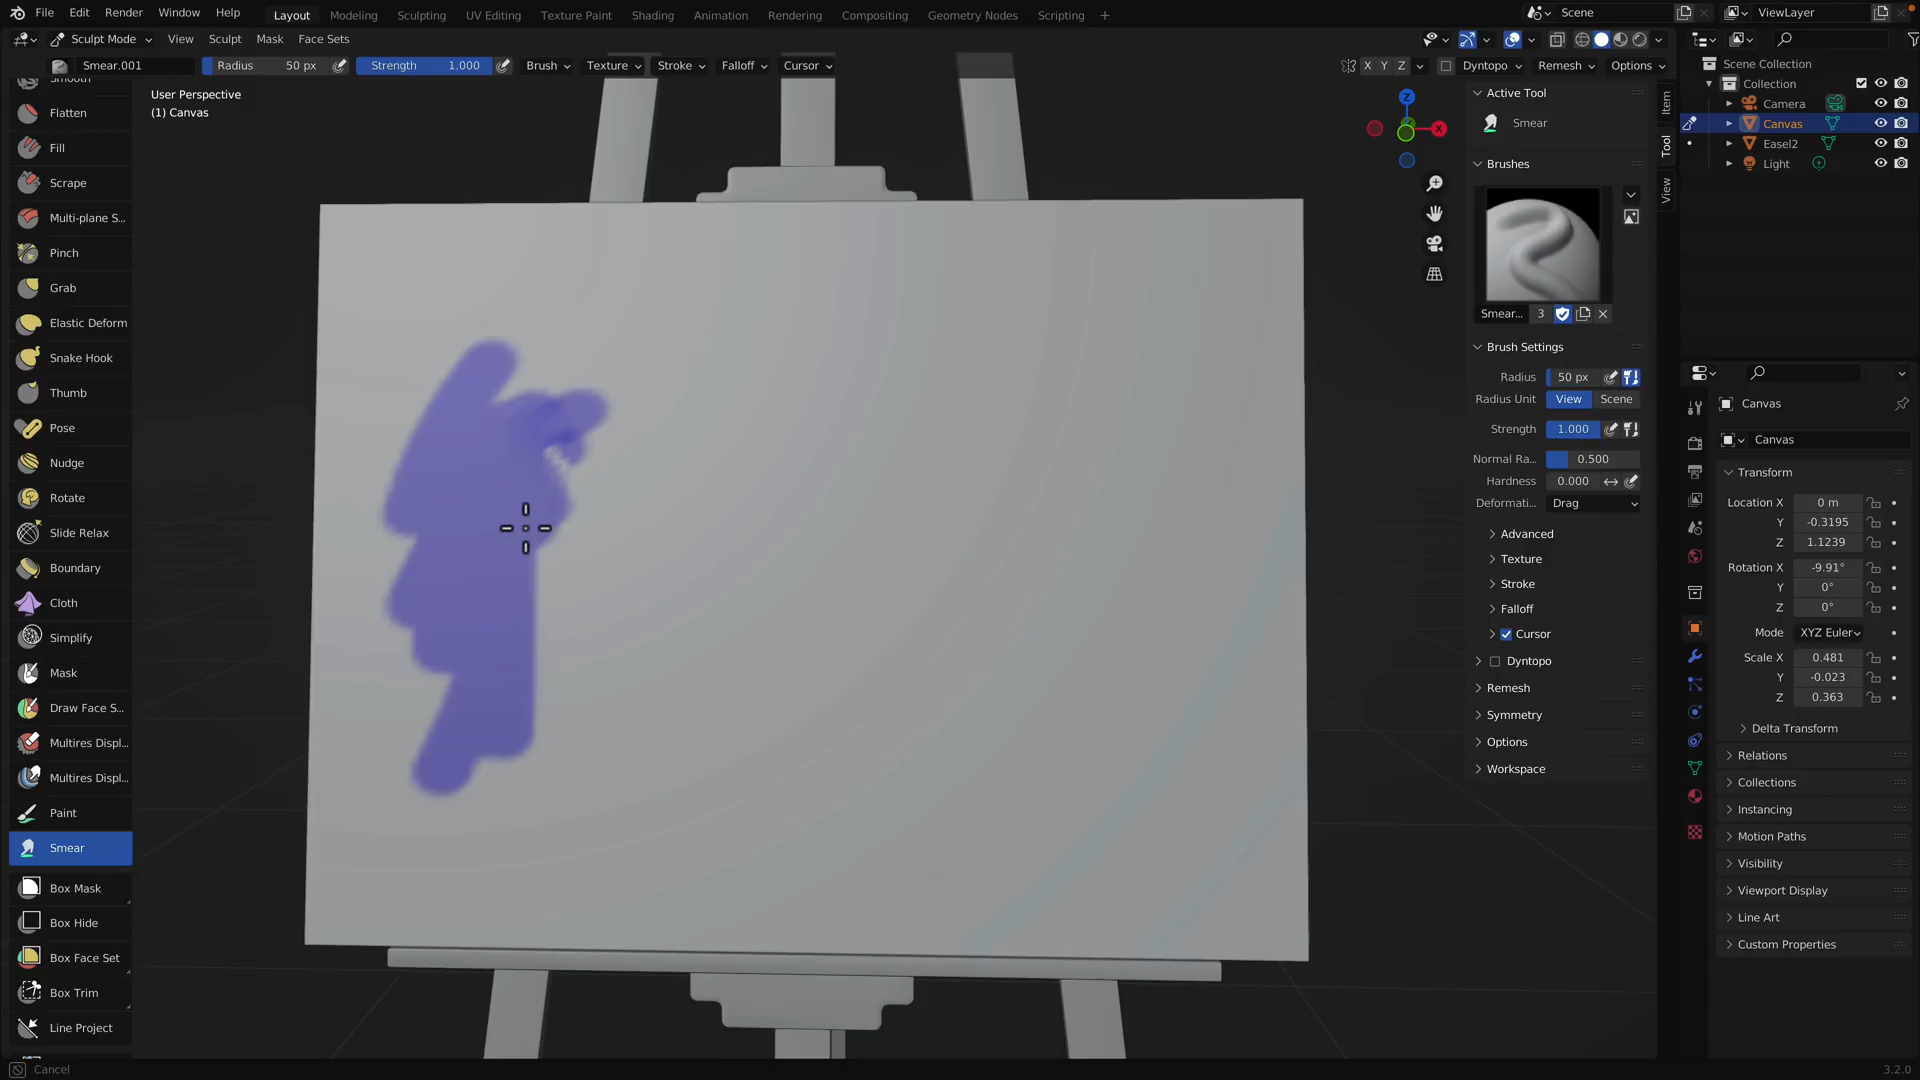 File Edit Render Window Help
Layout Modeling Sculpting UV Editing Texture Paint Shading Animation Rendering Compositing Geometry Nodes Scripting +
Scene
ViewLayer
Sculpt Mode View Sculpt Mask Face Sets
Smear.001 Radius 50 px Strength 1.000 Brush Texture Stroke Falloff Cursor
X Y Z Dyntopo Remesh Options
User Perspective
(1) Canvas
Smooth
Flatten
Fill
Scrape
Multi-plane S...
Pinch
Grab
Elastic Deform
Snake Hook
Thumb
Pose
Nudge
Rotate
Slide Relax
Boundary
Cloth
Simplify
Mask
Draw Face S...
Multires Displ...
Multires Displ...
Paint
Smear
Box Mask
Box Hide
Box Face Set
Box Trim
Line Project
Cancel
Z
X
Active Tool
Smear
Brushes
Smear... 3
Brush Settings
Radius 50 px
Radius Unit View Scene
Strength 1.000
Normal Ra... 0.500
Hardness 0.000
Deformati... Drag
Advanced
Texture
Stroke
Falloff
Cursor
Dyntopo
Remesh
Symmetry
Options
Workspace
Item
Tool
View
Scene Collection
Collection
Camera
Canvas
Easel2
Light
Canvas
Canvas
Transform
Location X 0 m
Y -0.3195
Z 1.1239
Rotation X -9.91°
Y 0°
Z 0°
Mode XYZ Euler
Scale X 0.481
Y -0.023
Z 0.363
Delta Transform
Relations
Collections
Instancing
Motion Paths
Visibility
Viewport Display
Line Art
Custom Properties
3.2.0